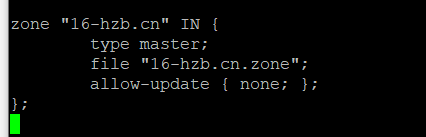 zone "16-hzb.cn" IN {
        type master;
        file "16-hzb.cn.zone";
        allow-update { none; };
};